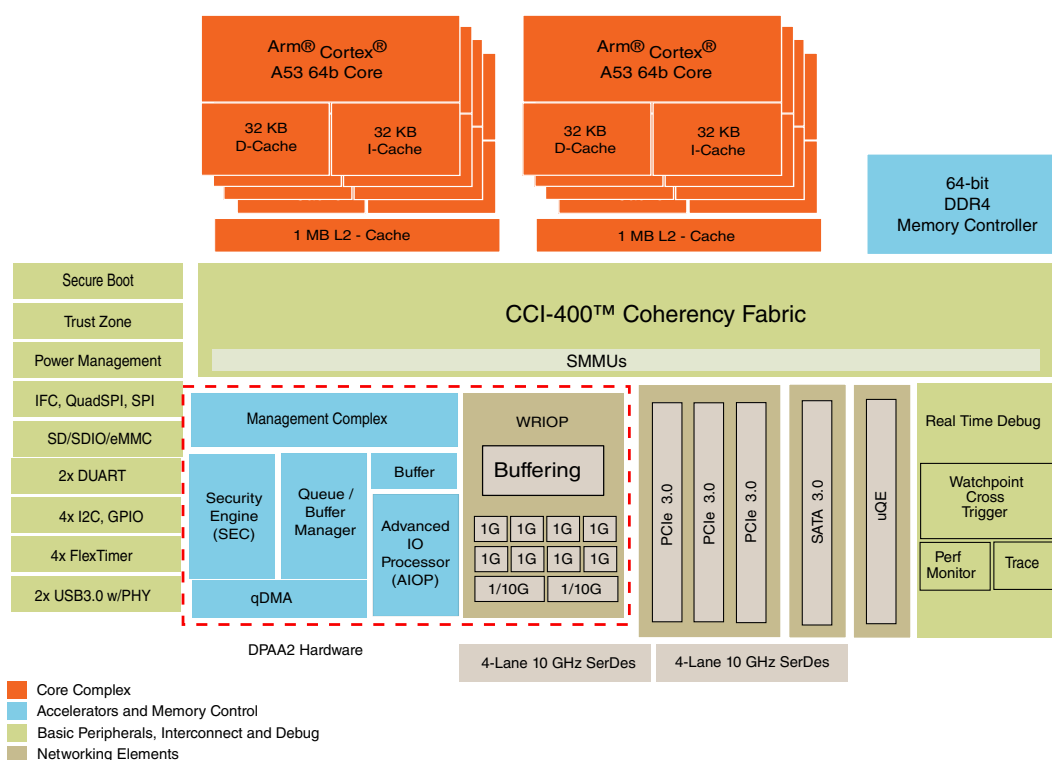 Arm® Cortex®
A53 64b Core
32 KB
D-Cache
32 KB
I-Cache
1 MB L2 - Cache
Arm® Cortex®
A53 64b Core
32 KB
D-Cache
32 KB
I-Cache
1 MB L2 - Cache
64-bit
DDR4
Memory Controller
Secure Boot
Trust Zone
Power Management
IFC, QuadSPI, SPI
SD/SDIO/eMMC
2x DUART
4x I2C, GPIO
4x FlexTimer
2x USB3.0 w/PHY
CCI-400™ Coherency Fabric
SMMUs
Management Complex
Security
Engine
(SEC)
Queue /
Buffer
Manager
Buffer
Advanced
IO
Processor
(AIOP)
qDMA
WRIOP
Buffering
1G 1G 1G 1G
1G 1G 1G 1G
1/10G 1/10G
DPAA2 Hardware
PCIe 3.0
PCIe 3.0
PCIe 3.0
SATA 3.0
uQE
Real Time Debug
Watchpoint
Cross
Trigger
Perf
Monitor
Trace
4-Lane 10 GHz SerDes
4-Lane 10 GHz SerDes
Core Complex
Accelerators and Memory Control
Basic Peripherals, Interconnect and Debug
Networking Elements